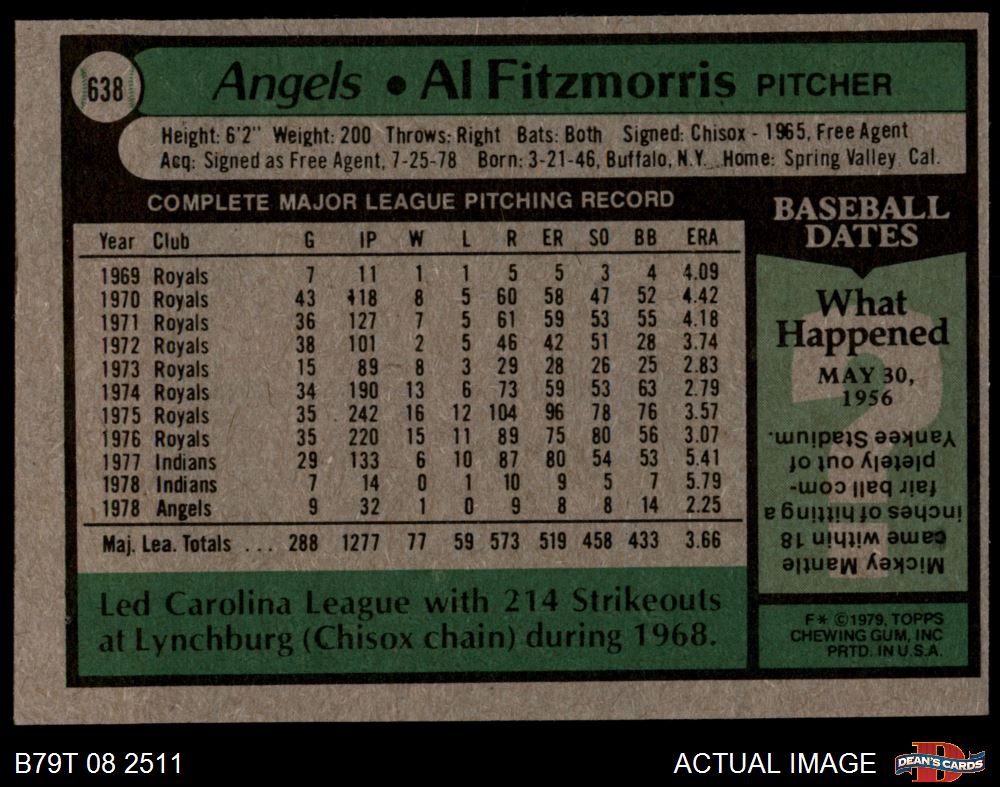 638
Angels • Al Fitzmorris PITCHER
Height: 6'2" Weight: 200 Throws: Right Bats: Both Signed: Chisox - 1965, Free Agent
Acq: Signed as Free Agent, 7-25-78 Born: 3-21-46, Buffalo, N.Y. Home: Spring Valley, Cal.
COMPLETE MAJOR LEAGUE PITCHING RECORD
Year Club G IP W L R ER SO BB ERA
1969 Royals 7 11 1 1 5 5 3 4 4.09
1970 Royals 43 118 8 5 60 58 47 52 4.42
1971 Royals 36 127 7 5 61 59 53 55 4.18
1972 Royals 38 101 2 5 46 42 51 28 3.74
1973 Royals 15 89 8 3 29 28 26 25 2.83
1974 Royals 34 190 13 6 73 59 53 63 2.79
1975 Royals 35 242 16 12 104 96 78 76 3.57
1976 Royals 35 220 15 11 89 75 80 56 3.07
1977 Indians 29 133 6 10 87 80 54 53 5.41
1978 Indians 7 14 0 1 10 9 5 7 5.79
1978 Angels 9 32 1 0 9 8 8 14 2.25
Maj. Lea. Totals ... 288 1277 77 59 573 519 458 433 3.66
Led Carolina League with 214 Strikeouts
at Lynchburg (Chisox chain) during 1968.
BASEBALL
DATES
What
Happened
MAY 30,
1956
Mickey Mantle
came within 18
inches of hitting a
fair ball com-
pletely out of
Yankee Stadium.
F* ©1979, TOPPS
CHEWING GUM, INC
PRTD. IN U.S.A.
B79T 08 2511
ACTUAL IMAGE
D
DEAN'S CARDS